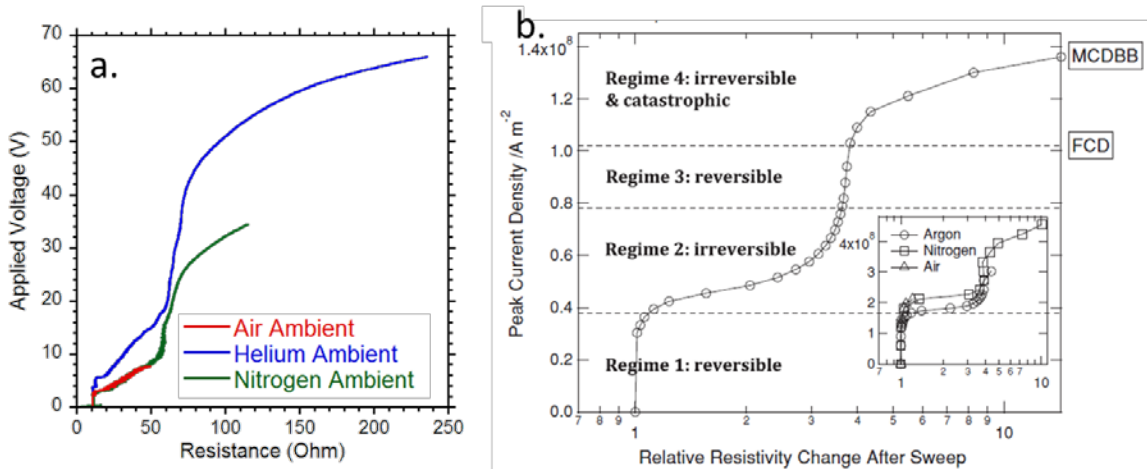 a.
Applied Voltage (V)
70
60
50
40
30
20
10
0
Air Ambient
Helium Ambient
Nitrogen Ambient
0 50 100 150 200 250
Resistance (Ohm)
b.
Peak Current Density /A m-2
1.4x10^8
1.2
1.0
0.8
0.6
0.4
0.2
0.0
MCDBB
Regime 4: irreversible
& catastrophic
FCD
Regime 3: reversible
Regime 2: irreversible
Regime 1: reversible
Argon
Nitrogen
Air
4x10^8
3
2
1
0
7 1 2 3 4 5 6 7 10
7 8 9 1 2 3 4 5 6 7 8 9 10
Relative Resistivity Change After Sweep